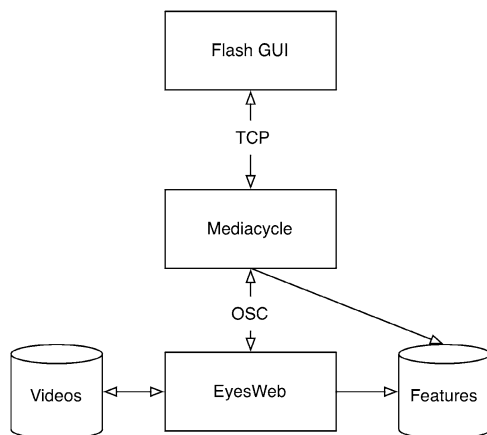 Flash GUI
TCP
Mediacycle
OSC
Videos
EyesWeb
Features